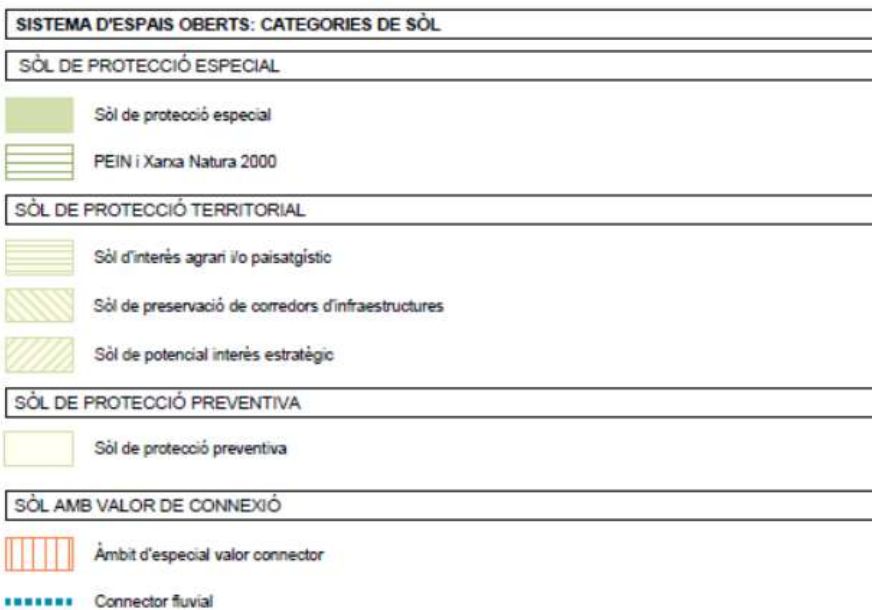 SISTEMA D'ESPAIS OBERTS: CATEGORIES DE SÒL
SÒL DE PROTECCIÓ ESPECIAL
Sòl de protecció especial
PEIN i Xarxa Natura 2000
SÒL DE PROTECCIÓ TERRITORIAL
Sòl d'interès agrari i/o paisatgístic
Sòl de preservació de corredors d'infraestructures
Sòl de potencial interès estratègic
SÒL DE PROTECCIÓ PREVENTIVA
Sòl de protecció preventiva
SÒL AMB VALOR DE CONNEXIÓ
Àmbit d'especial valor connector
Connector fluvial